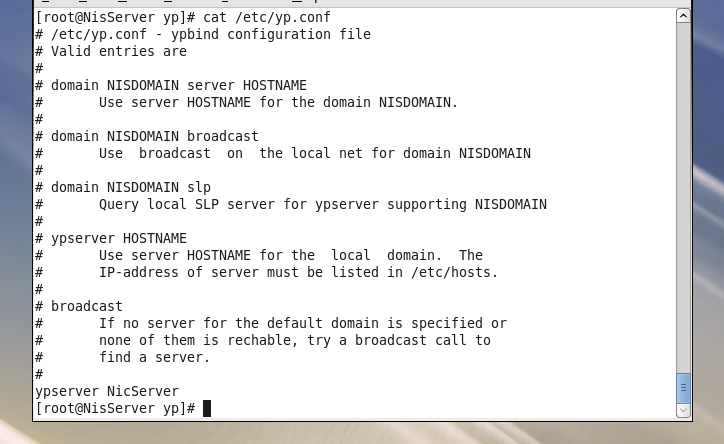 [root@NisServer yp]# cat /etc/yp.conf
# /etc/yp.conf - ypbind configuration file
# Valid entries are
#
# domain NISDOMAIN server HOSTNAME
#       Use server HOSTNAME for the domain NISDOMAIN.
#
# domain NISDOMAIN broadcast
#       Use  broadcast  on  the local net for domain NISDOMAIN
#
# domain NISDOMAIN slp
#       Query local SLP server for ypserver supporting NISDOMAIN
#
# ypserver HOSTNAME
#       Use server HOSTNAME for the  local  domain.  The
#       IP-address of server must be listed in /etc/hosts.
#
# broadcast
#       If no server for the default domain is specified or
#       none of them is rechable, try a broadcast call to
#       find a server.
#
ypserver NicServer
[root@NisServer yp]#